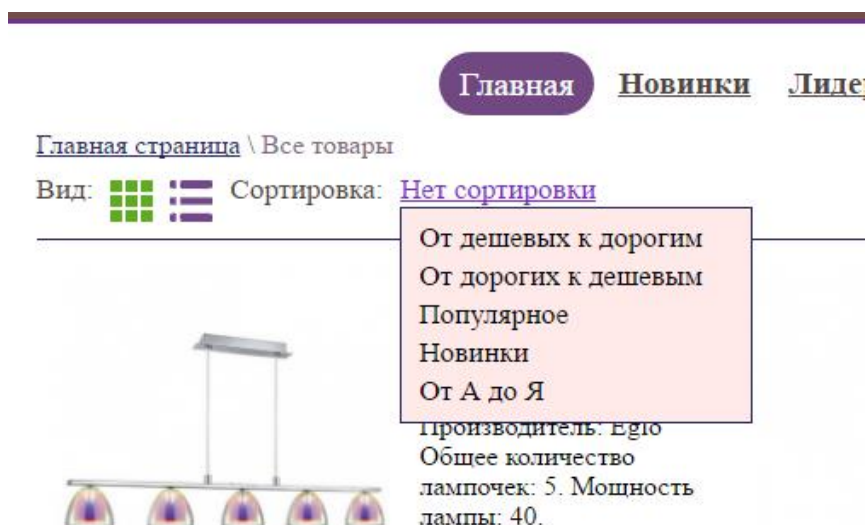 Главная Новинки Лидер
Главная страница \ Все товары
Вид: Сортировка: Нет сортировки
От дешевых к дорогим
От дорогих к дешевым
Популярное
Новинки
От А до Я
Производитель: Eglo
Общее количество
лампочек: 5. Мощность
лампы: 40.